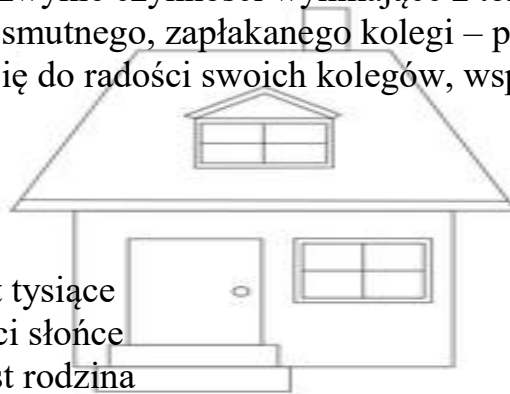 smutnego, zapłakanego kolegi – p
ię do radości swoich kolegów, wsp
tysiące
ci słońce
st rodzina